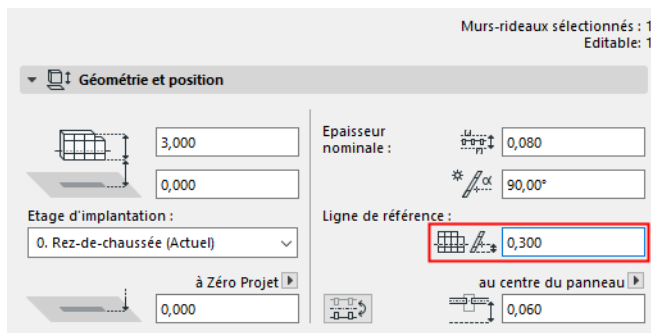 Murs-rideaux sélectionnés : 1
Editable: 1
Géométrie et position
3,000
0,000
Etage d'implantation :
0. Rez-de-chaussée (Actuel)
à Zéro Projet
0,000
Epaisseur
nominale :
0,080
α
90,00°
Ligne de référence :
0,300
au centre du panneau
0,060